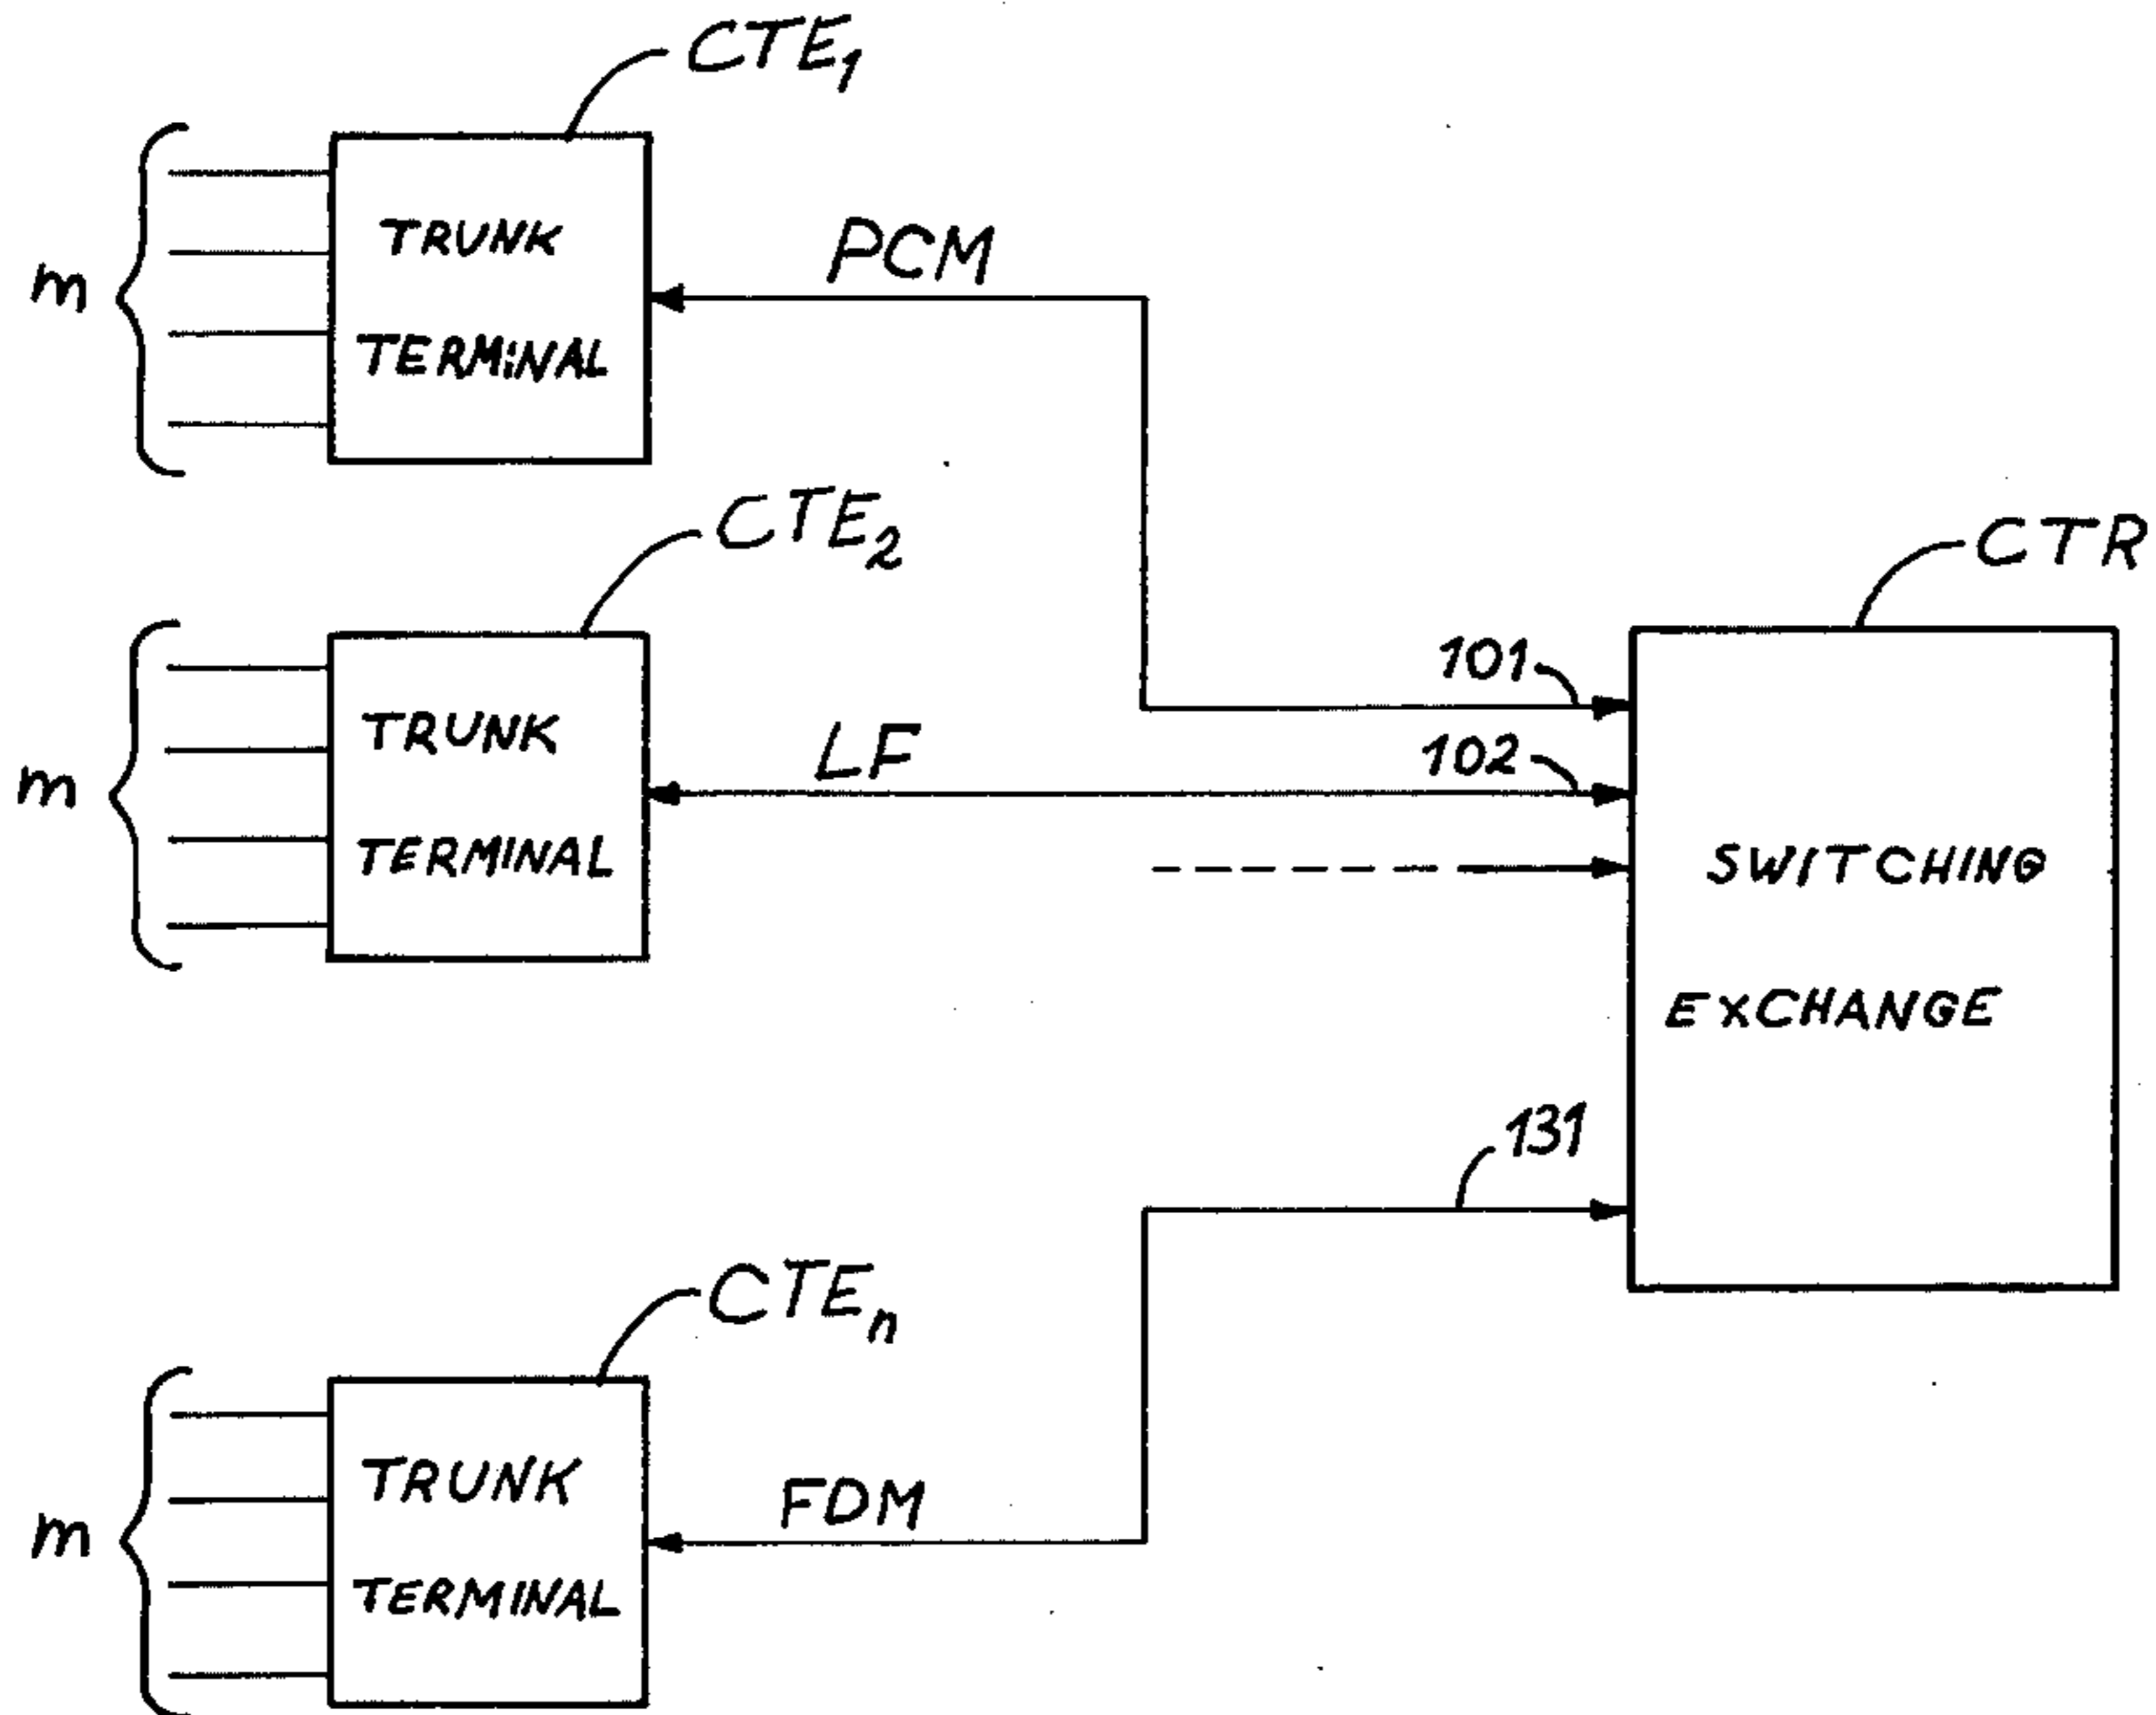 CTE1
m
TRUNK
TERMINAL
PCM
CTE2
CTR
m
TRUNK
TERMINAL
LF
101
102
SWITCHING
EXCHANGE
131
CTEn
m
TRUNK
TERMINAL
FDM